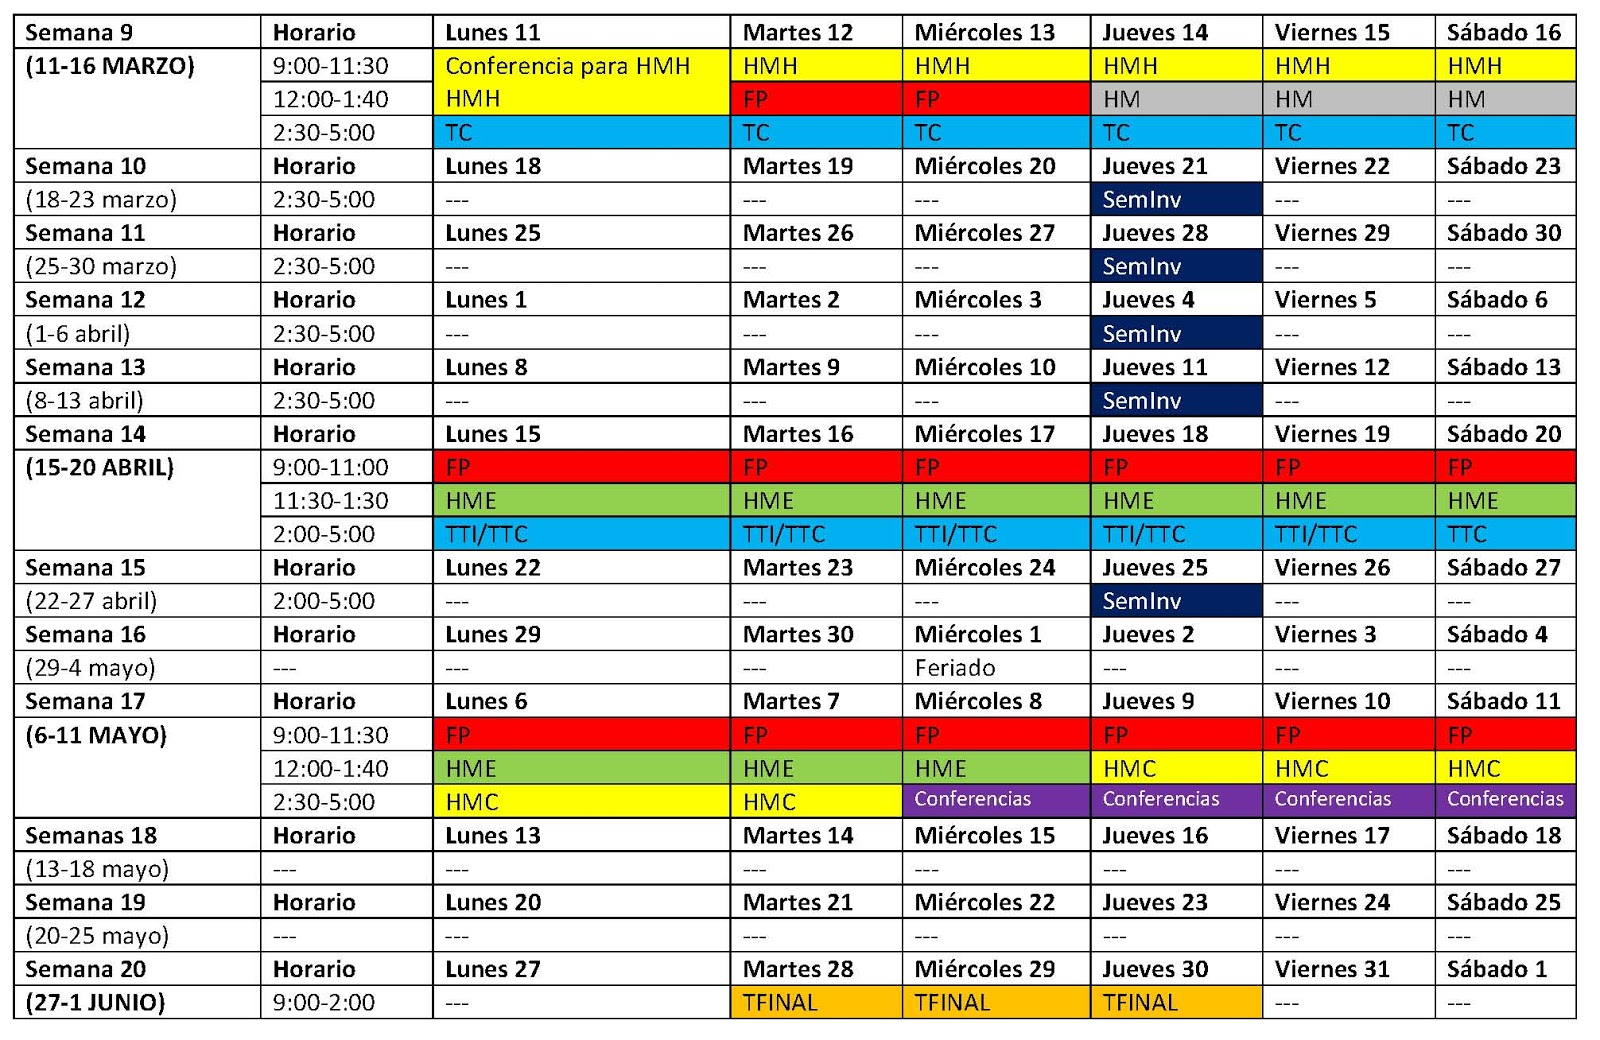 Semana 9 Horario Lunes 11 Martes 12 Miércoles 13 Jueves 14 Viernes 15 Sábado 16
(11-16 MARZO) 9:00-11:30 Conferencia para HMH HMH HMH HMH HMH HMH
12:00-1:40 HMH FP FP HM HM HM
2:30-5:00 TC TC TC TC TC TC
Semana 10 Horario Lunes 18 Martes 19 Miércoles 20 Jueves 21 Viernes 22 Sábado 23
(18-23 marzo) 2:30-5:00 --- --- --- SemInv --- ---
Semana 11 Horario Lunes 25 Martes 26 Miércoles 27 Jueves 28 Viernes 29 Sábado 30
(25-30 marzo) 2:30-5:00 --- --- --- SemInv --- ---
Semana 12 Horario Lunes 1 Martes 2 Miércoles 3 Jueves 4 Viernes 5 Sábado 6
(1-6 abril) 2:30-5:00 --- --- --- SemInv --- ---
Semana 13 Horario Lunes 8 Martes 9 Miércoles 10 Jueves 11 Viernes 12 Sábado 13
(8-13 abril) 2:30-5:00 --- --- --- SemInv --- ---
Semana 14 Horario Lunes 15 Martes 16 Miércoles 17 Jueves 18 Viernes 19 Sábado 20
(15-20 ABRIL) 9:00-11:00 FP FP FP FP FP FP
11:30-1:30 HME HME HME HME HME HME
2:00-5:00 TTI/TTC TTI/TTC TTI/TTC TTI/TTC TTI/TTC TTC
Semana 15 Horario Lunes 22 Martes 23 Miércoles 24 Jueves 25 Viernes 26 Sábado 27
(22-27 abril) 2:00-5:00 --- --- --- SemInv --- ---
Semana 16 Horario Lunes 29 Martes 30 Miércoles 1 Jueves 2 Viernes 3 Sábado 4
(29-4 mayo) --- --- --- Feriado --- --- ---
Semana 17 Horario Lunes 6 Martes 7 Miércoles 8 Jueves 9 Viernes 10 Sábado 11
(6-11 MAYO) 9:00-11:30 FP FP FP FP FP FP
12:00-1:40 HME HME HME HMC HMC HMC
2:30-5:00 HMC HMC Conferencias Conferencias Conferencias Conferencias
Semanas 18 Horario Lunes 13 Martes 14 Miércoles 15 Jueves 16 Viernes 17 Sábado 18
(13-18 mayo) --- --- --- --- --- --- ---
Semana 19 Horario Lunes 20 Martes 21 Miércoles 22 Jueves 23 Viernes 24 Sábado 25
(20-25 mayo) --- --- --- --- --- --- ---
Semana 20 Horario Lunes 27 Martes 28 Miércoles 29 Jueves 30 Viernes 31 Sábado 1
(27-1 JUNIO) 9:00-2:00 --- TFINAL TFINAL TFINAL --- ---